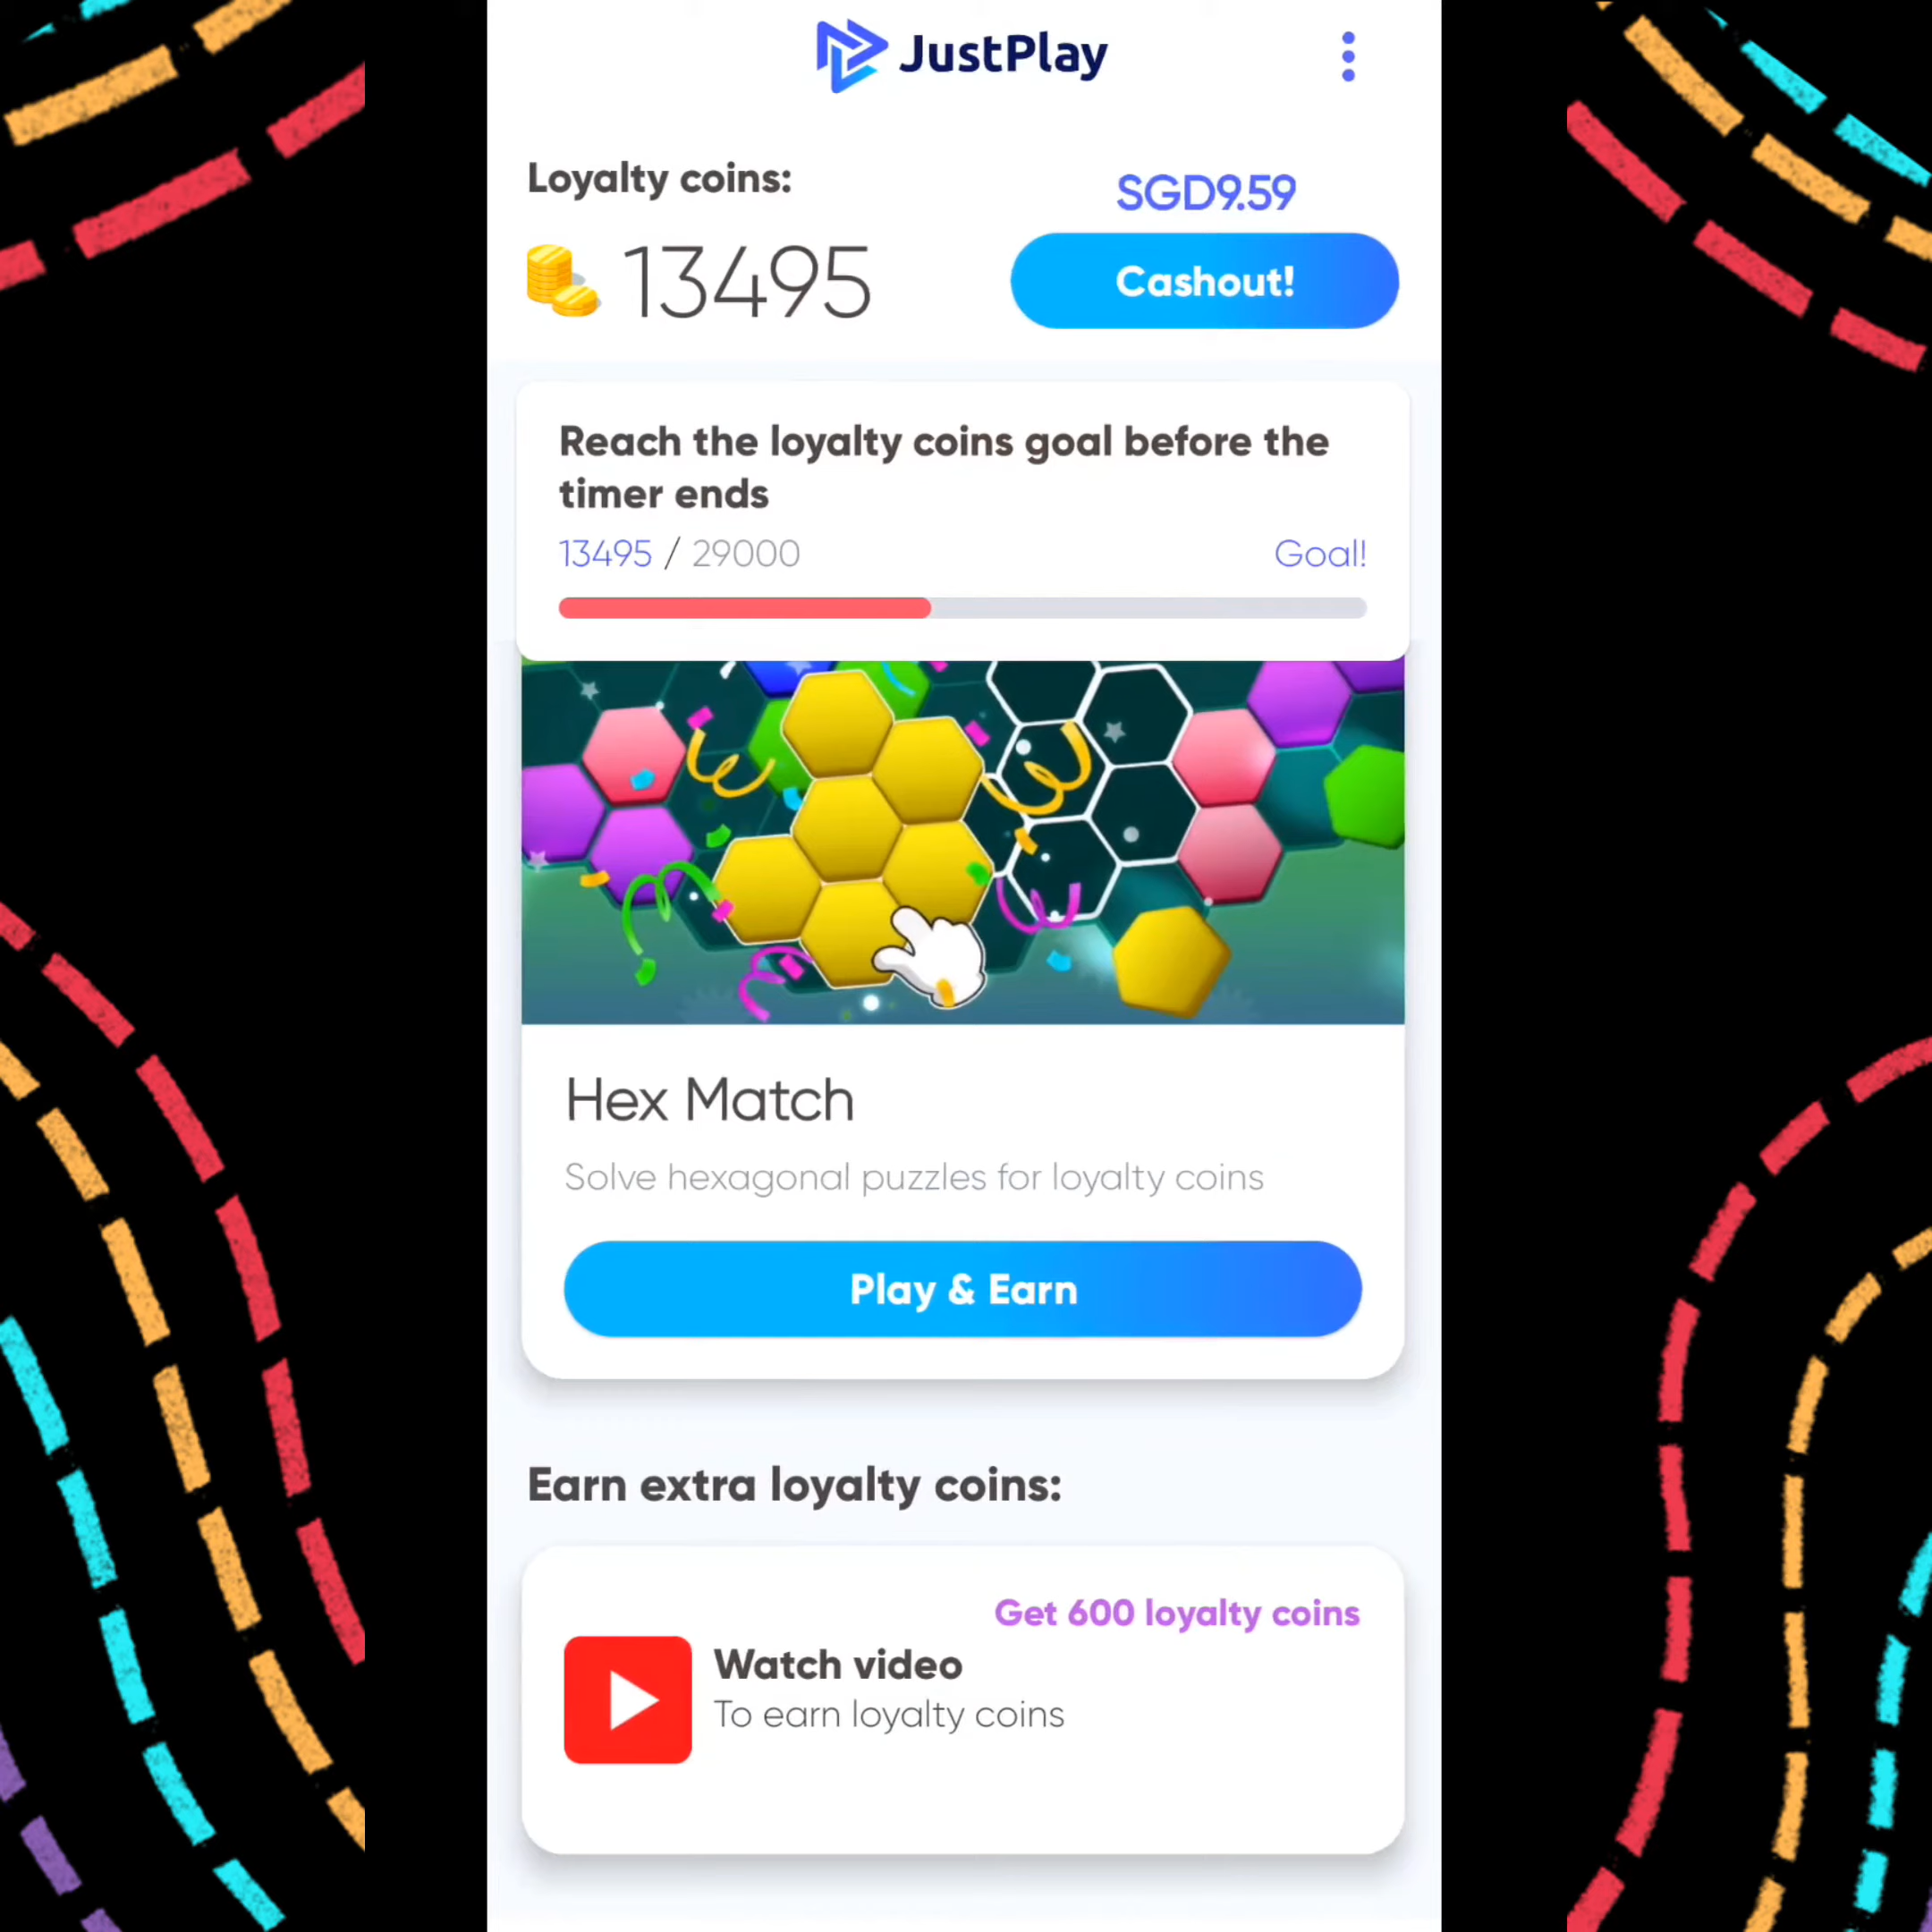 JustPlay
Loyalty coins:
SGD9.59
13495
Cashout!
Reach the loyalty coins goal before the
timer ends
13495 / 29000
Goal!
Hex Match
Solve hexagonal puzzles for loyalty coins
Play & Earn
Earn extra loyalty coins:
Get 600 loyalty coins
Watch video
To earn loyalty coins